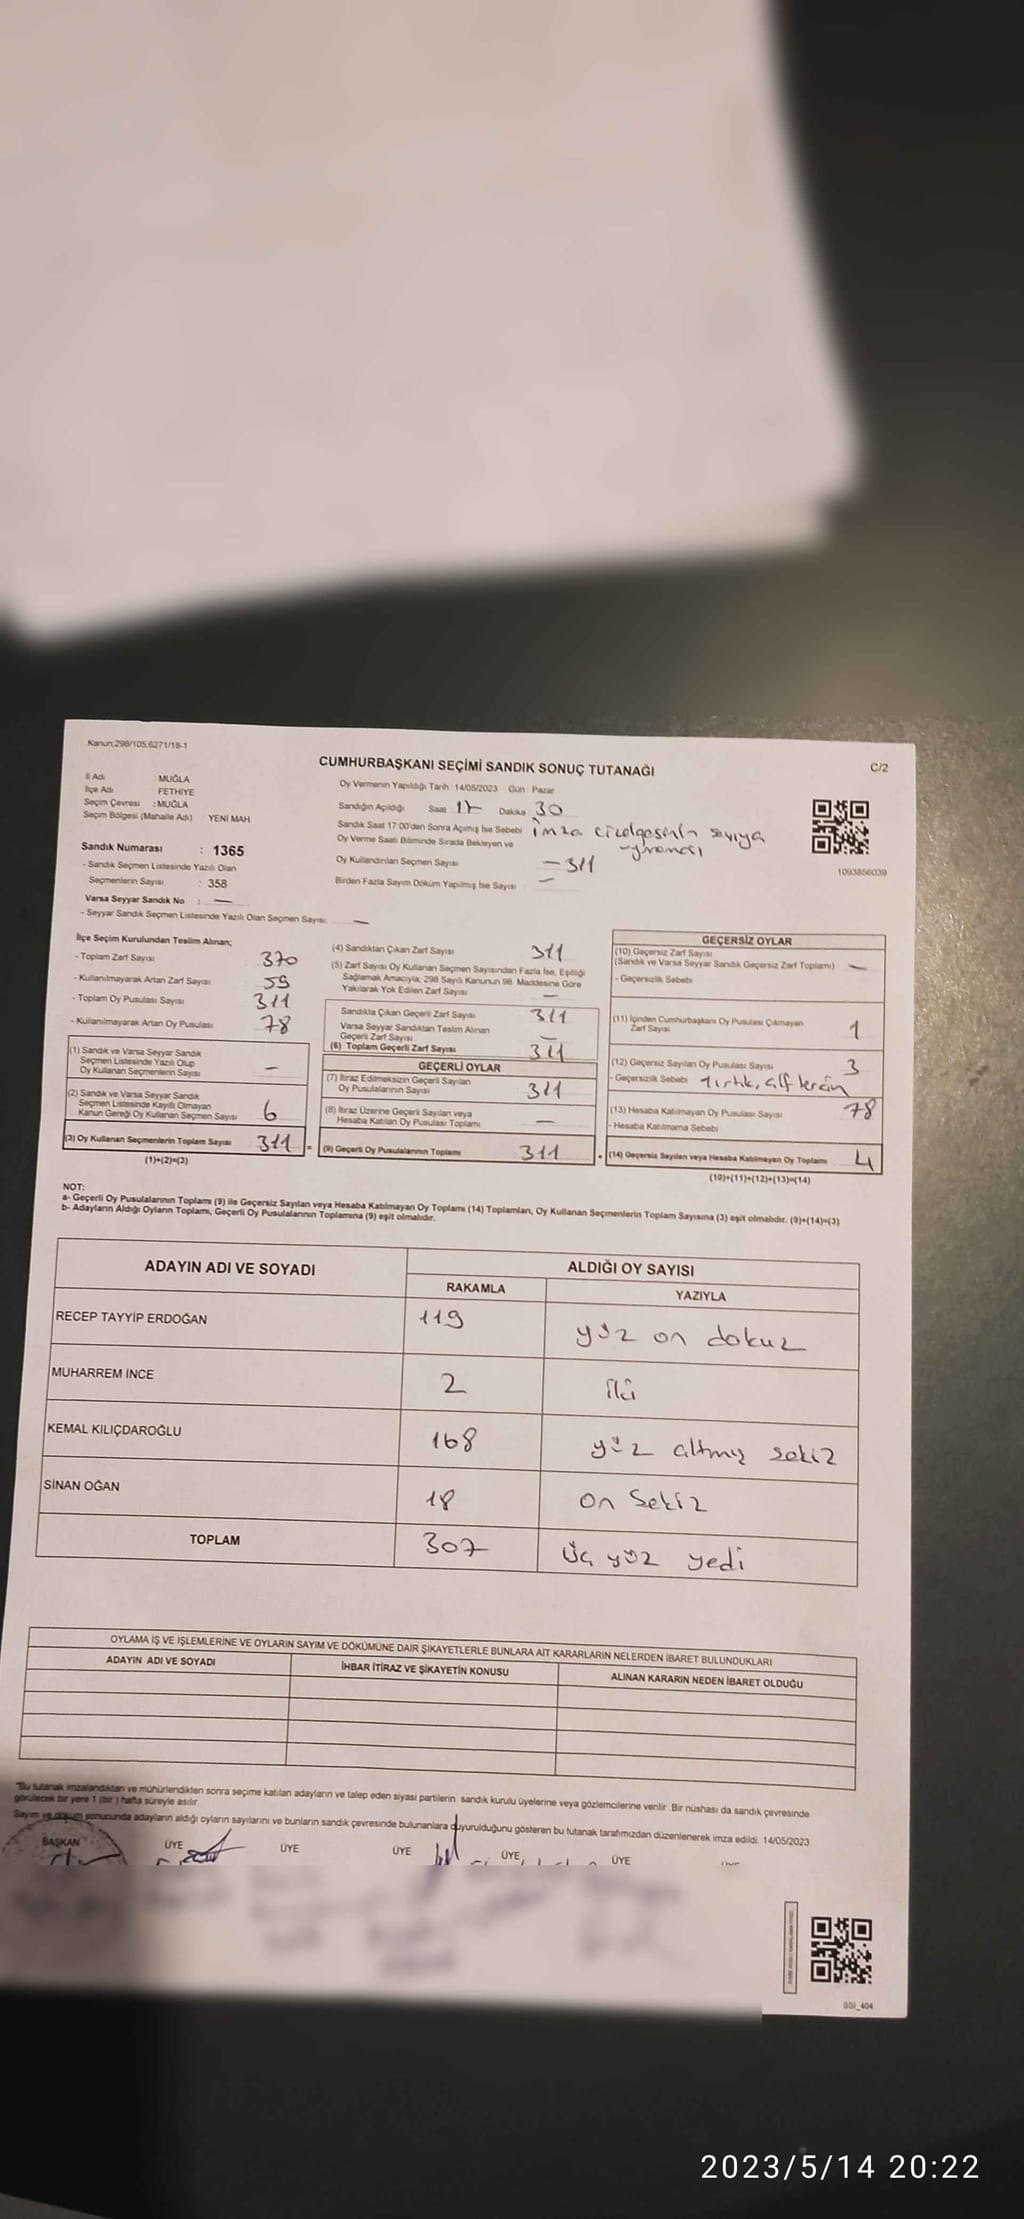 Kanun;298/105,6271/18-1
CUMHURBAŞKANI SEÇİMİ SANDIK SONUÇ TUTANAĞI
C/2
İl Adı MUĞLA
İlçe Adı FETHİYE
Seçim Çevresi :MUĞLA
Seçim Bölgesi (Mahalle Adı) YENİ MAH.
Sandık Numarası : 1365
- Sandık Seçmen Listesinde Yazılı Olan
Seçmenlerin Sayısı : 358
Varsa Seyyar Sandık No : —
- Seyyar Sandık Seçmen Listesinde Yazılı Olan Seçmen Sayısı: —
Oy Vermenin Yapıldığı Tarih 14/05/2023 Gün : Pazar
Sandığın Açıldığı Saat 17 Dakika 30
Sandık Saat 17:00'den Sonra Açımış İse Sebebi imza çizelgesinin sayıya
Oy Verme Saati Bitiminde Sırada Bekleyen ve
Oy Kullandırılan Seçmen Sayısı — 311
Birden Fazla Sayım Döküm Yapılmış İse Sayısı : —
1093856039
İlçe Seçim Kurulundan Teslim Alınan;
- Toplam Zarf Sayısı 370
- Kullanılmayarak Artan Zarf Sayısı 59
- Toplam Oy Pusulası Sayısı 311
- Kullanılmayarak Artan Oy Pusulası 78
(1) Sandık ve Varsa Seyyar Sandık
Seçmen Listesinde Yazılı Olup
Oy Kullanan Seçmenlerin Sayısı —
(2) Sandık ve Varsa Seyyar Sandık
Seçmen Listesinde Kayıtlı Olmayan
Kanun Gereği Oy Kullanan Seçmen Sayısı 6
(3) Oy Kullanan Seçmenlerin Toplam Sayısı 311 =
(1)+(2)=(3)
(4) Sandıktan Çıkan Zarf Sayısı 311
(5) Zarf Sayısı Oy Kullanan Seçmen Sayısından Fazla İse, Eşitliği
Sağlamak Amacıyla, 298 Sayılı Kanunun 98. Maddesine Göre
Yakılarak Yok Edilen Zarf Sayısı —
Sandıkta Çıkan Geçerli Zarf Sayısı 311
Varsa Seyyar Sandıktan Teslim Alınan
Geçerli Zarf Sayısı —
(6) Toplam Geçerli Zarf Sayısı 311
GEÇERLİ OYLAR
(7) İtiraz Edilmeksizin Geçerli Sayılan
Oy Pusulalarının Sayısı 311
(8) İtiraz Üzerine Geçerli Sayılan veya
Hesaba Katılan Oy Pusulası Toplamı —
(9) Geçerli Oy Pusulalarının Toplamı 311 +
GEÇERSİZ OYLAR
(10) Geçersiz Zarf Sayısı
(Sandık ve Varsa Seyyar Sandık Geçersiz Zarf Toplamı) —
- Geçersizlik Sebebi
(11) İçinden Cumhurbaşkanı Oy Pusulası Çıkmayan
Zarf Sayısı 1
(12) Geçersiz Sayılan Oy Pusulası Sayısı 3
- Geçersizlik Sebebi
(13) Hesaba Katılmayan Oy Pusulası Sayısı 78
- Hesaba Katılmama Sebebi
(14) Geçersiz Sayılan veya Hesaba Katılmayan Oy Toplamı 4
(10)+(11)+(12)+(13)=(14)
NOT:
a- Geçerli Oy Pusulalarının Toplamı (9) ile Geçersiz Sayılan veya Hesaba Katılmayan Oy Toplamı (14) Toplamları, Oy Kullanan Seçmenlerin Toplam Sayısına (3) eşit olmalıdır. (9)+(14)=(3)
b- Adayların Aldığı Oyların Toplamı, Geçerli Oy Pusulalarının Toplamına (9) eşit olmalıdır.
ADAYIN ADI VE SOYADI
ALDIĞI OY SAYISI
RAKAMLA YAZIYLA
RECEP TAYYİP ERDOĞAN 119 yüz on dokuz
MUHARREM İNCE 2 iki
KEMAL KILIÇDAROĞLU 168 yüz altmış sekiz
SİNAN OĞAN 18 on sekiz
TOPLAM 307 üç yüz yedi
OYLAMA İŞ VE İŞLEMLERİNE VE OYLARIN SAYIM VE DÖKÜMÜNE DAİR ŞİKAYETLERLE BUNLARA AİT KARARLARIN NELERDEN İBARET BULUNDUKLARI
ADAYIN ADI VE SOYADI İHBAR İTİRAZ VE ŞİKAYETİN KONUSU ALINAN KARARIN NEDEN İBARET OLDUĞU
"Bu tutanak imzalandıktan ve mühürlendikten sonra seçime katılan adayların ve talep eden siyasi partilerin sandık kurulu üyelerine veya gözlemcilerine verilir. Bir nüshası da sandık çevresinde
görülecek bir yere 1 (bir) hafta süreyle asılır.
Sayım ve döküm sonucunda adayların aldığı oyların sayılarını ve bunların sandık çevresinde bulunanlara duyurulduğunu gösteren bu tutanak tarafımızdan düzenlenerek imza edildi. 14/05/2023
BAŞKAN ÜYE ÜYE ÜYE ÜYE ÜYE
SSI_404
2023/5/14 20:22